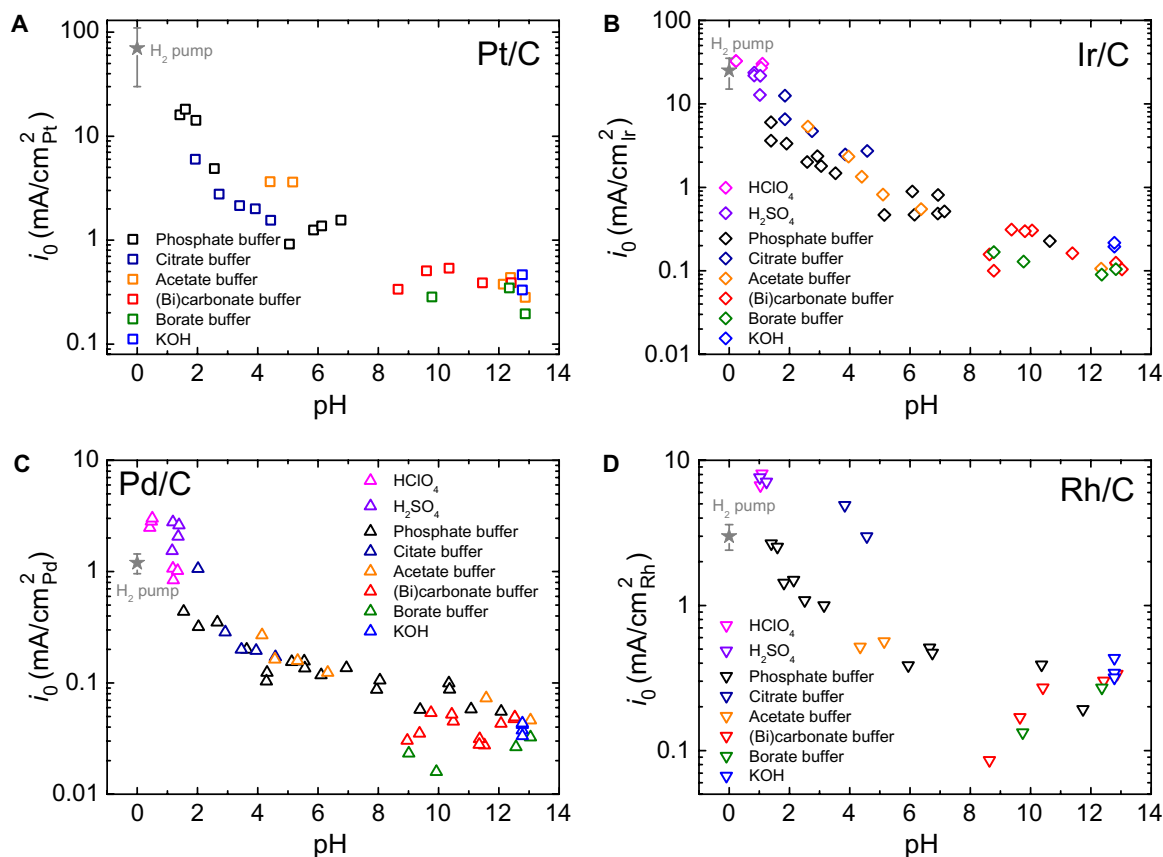 A
Pt/C
H₂ pump
100
10
1
0.1
i₀ (mA/cm²Pt)
Phosphate buffer
Citrate buffer
Acetate buffer
(Bi)carbonate buffer
Borate buffer
KOH
0 2 4 6 8 10 12 14
pH
B
Ir/C
H₂ pump
100
10
1
0.1
0.01
i₀ (mA/cm²Ir)
HClO₄
H₂SO₄
Phosphate buffer
Citrate buffer
Acetate buffer
(Bi)carbonate buffer
Borate buffer
KOH
0 2 4 6 8 10 12 14
pH
C
Pd/C
H₂ pump
10
1
0.1
0.01
i₀ (mA/cm²Pd)
HClO₄
H₂SO₄
Phosphate buffer
Citate buffer
Acetate buffer
(Bi)carbonate buffer
Borate buffer
KOH
0 2 4 6 8 10 12 14
pH
D
Rh/C
H₂ pump
10
1
0.1
i₀ (mA/cm²Rh)
HClO₄
H₂SO₄
Phosphate buffer
Citrate buffer
Acetate buffer
(Bi)carbonate buffer
Borate buffer
KOH
0 2 4 6 8 10 12 14
pH